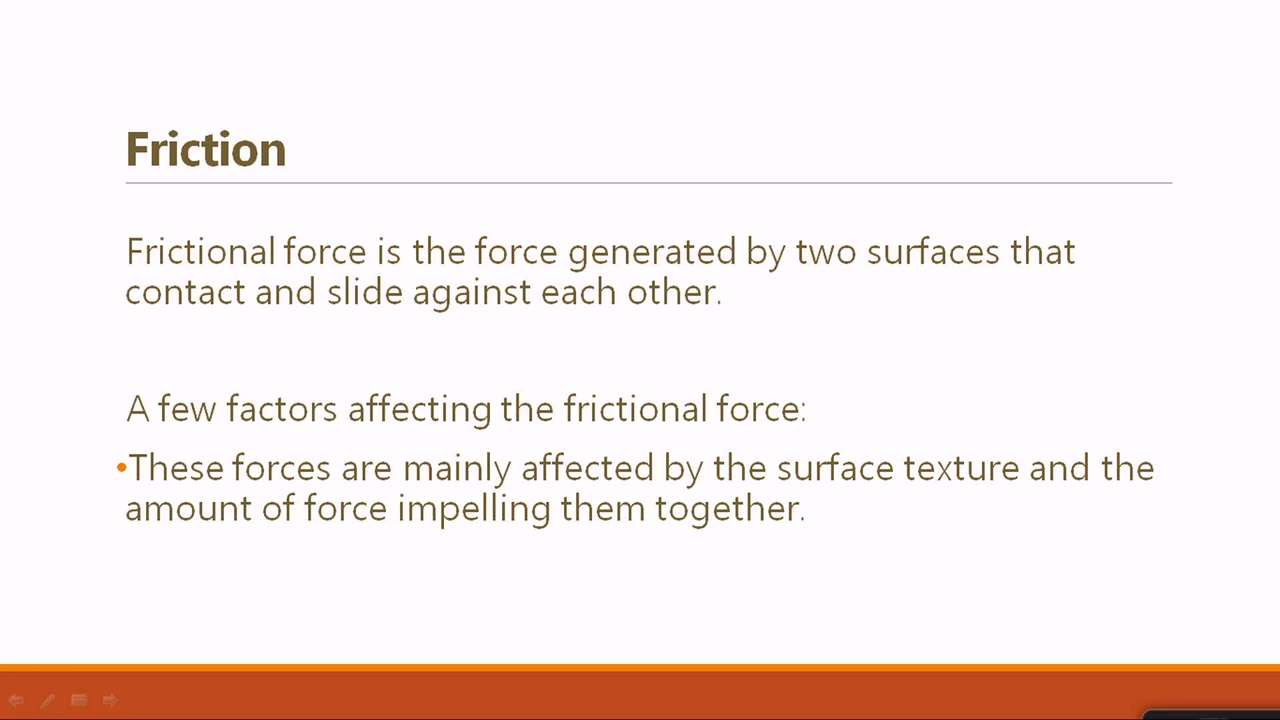 Friction
Frictional force is the force generated by two surfaces that
contact and slide against each other.
A few factors affecting the frictional force:
•These forces are mainly affected by the surface texture and the
amount of force impelling them together.